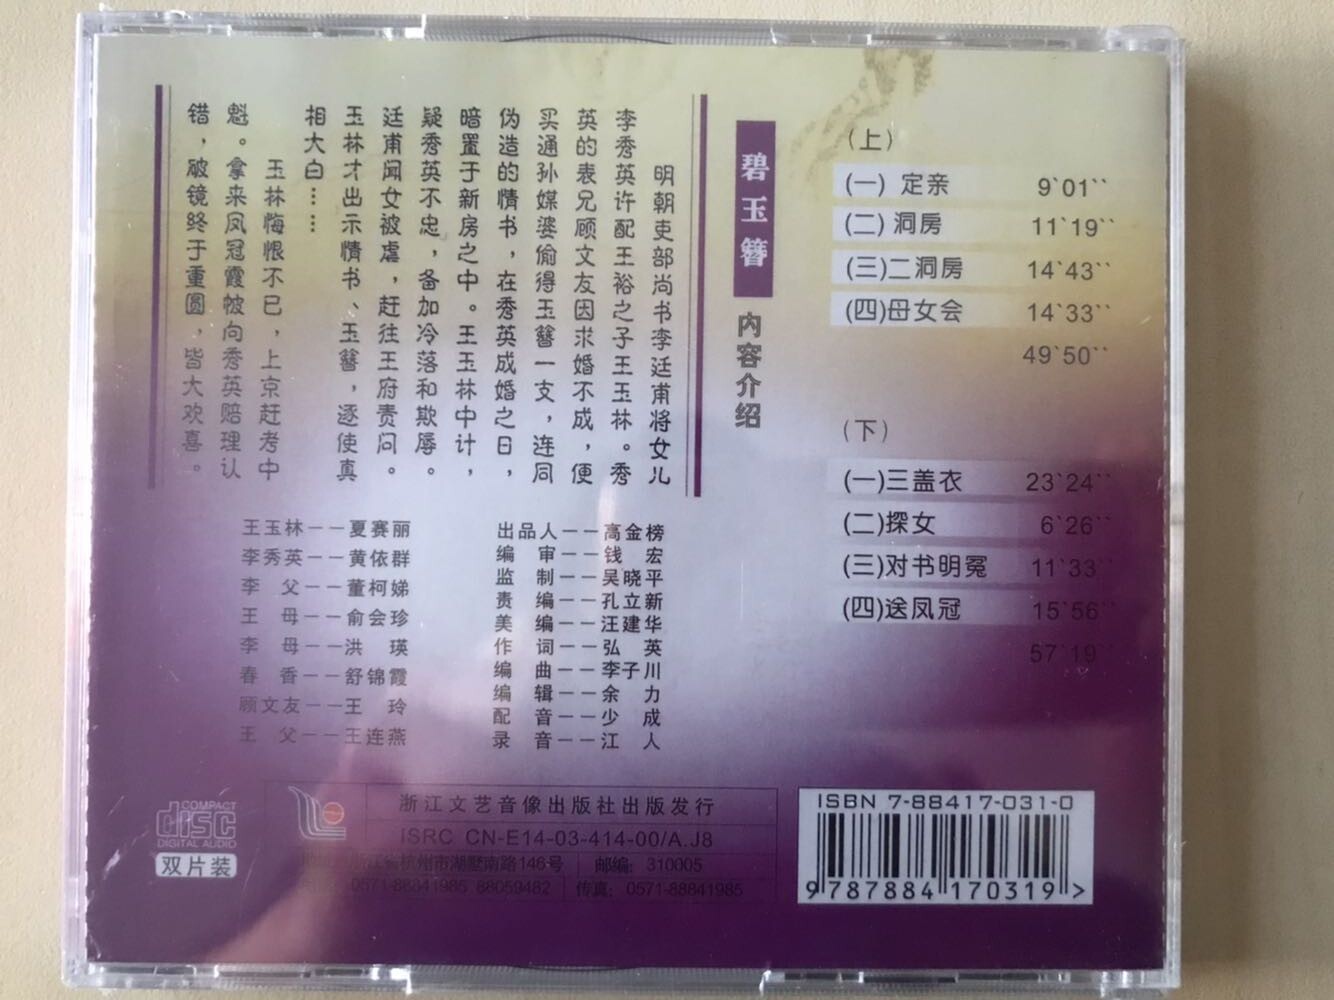 碧玉簪
内容介绍
明朝吏部尚书李廷甫将女儿
李秀英许配王裕之子王玉林。秀
英的表兄顾文友因求婚不成，便
买通孙媒婆偷得玉簪一支，连同
伪造的情书，在秀英成婚之日，
暗置于新房之中。王玉林中计，
疑秀英不忠，备加冷落和欺辱。
廷甫闻女被虐，赶往王府责问。
玉林才出示情书、玉簪，逐使真
相大白……
玉林悔恨不已，上京赶考中
魁。拿来凤冠霞帔向秀英赔理认
错，破镜终于重圆，皆大欢喜。
(上)
(一) 定亲 9`01``
(二) 洞房 11`19``
(三)二洞房 14`43``
(四)母女会 14`33``
49`50``
(下)
(一)三盖衣 23`24``
(二)探女 6`26``
(三)对书明冤 11`33``
(四)送凤冠 15`56``
57`19``
王玉林——夏赛丽
李秀英——黄依群
李 父——董柯娣
王 母——俞会珍
李 母——洪 瑛
春 香——舒锦霞
顾文友——王 玲
王 父——王连燕
出品人——高金榜
编 审——钱 宏
监 制——吴晓平
责 编——孔立新
美 编——汪建华
作 词——弘 英
编 曲——李子川
编 辑——余 力
配 音——少 成
录 音——江 人
COMPACT
disc
DIGITAL AUDIO
双片装
浙江文艺音像出版社出版发行
ISRC CN-E14-03-414-00/A.J8
浙江省杭州市湖墅南路146号 邮编: 310005
0571-88841985 88059482 传真: 0571-88841985
ISBN 7-88417-031-0
9 787884 170319 >